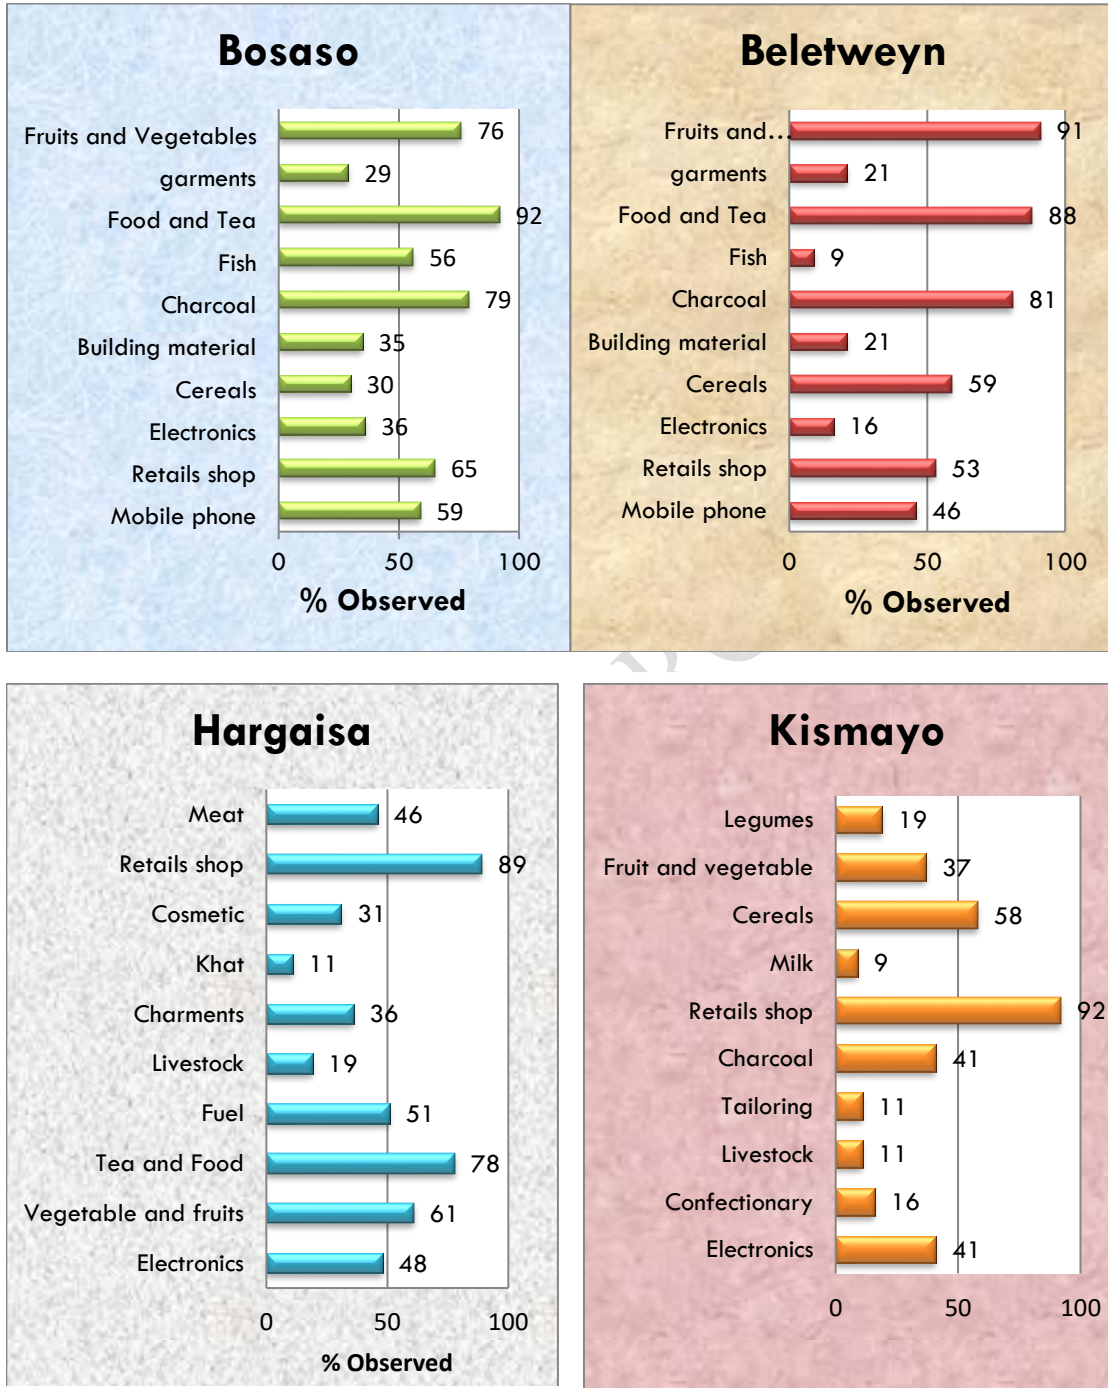 Bosaso
Fruits and Vegetables 76
garments 29
Food and Tea 92
Fish 56
Charcoal 79
Building material 35
Cereals 30
Electronics 36
Retails shop 65
Mobile phone 59
0 50 100
% Observed
Beletweyn
Fruits and... 91
garments 21
Food and Tea 88
Fish 9
Charcoal 81
Building material 21
Cereals 59
Electronics 16
Retails shop 53
Mobile phone 46
0 50 100
% Observed
Hargaisa
Meat 46
Retails shop 89
Cosmetic 31
Khat 11
Charments 36
Livestock 19
Fuel 51
Tea and Food 78
Vegetable and fruits 61
Electronics 48
0 50 100
% Observed
Kismayo
Legumes 19
Fruit and vegetable 37
Cereals 58
Milk 9
Retails shop 92
Charcoal 41
Tailoring 11
Livestock 11
Confectionary 16
Electronics 41
0 50 100